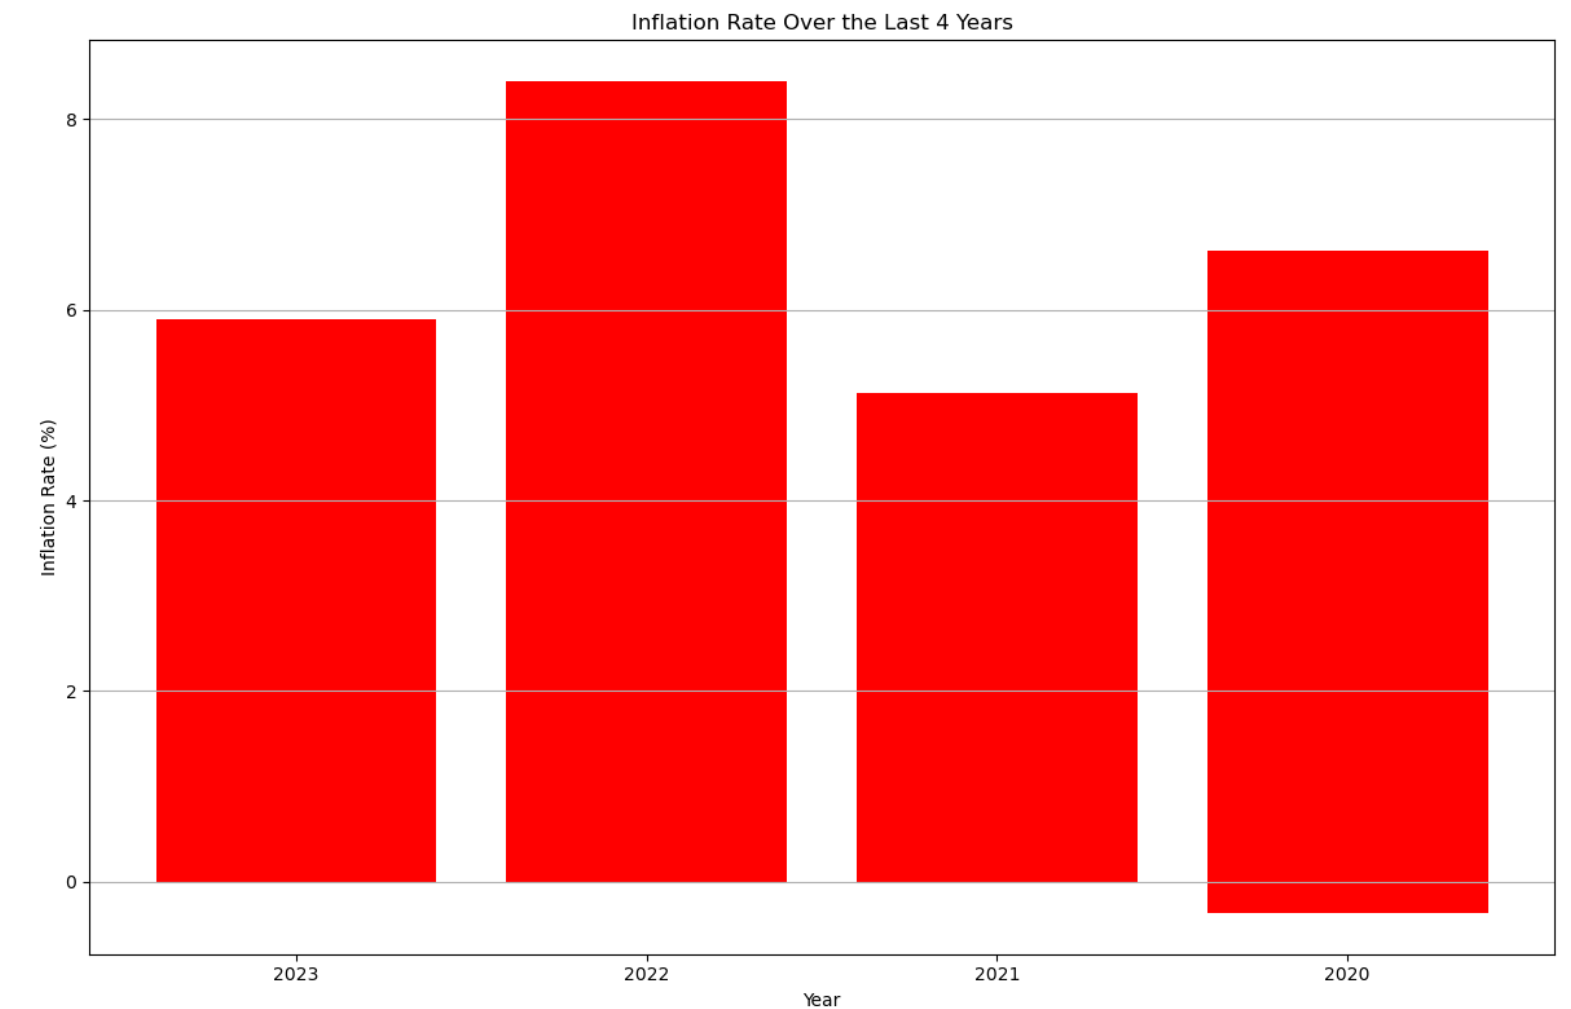 Inflation Rate Over the Last 4 Years
8
6
4
2
0
Inflation Rate (%)
2023 2022 2021 2020
Year